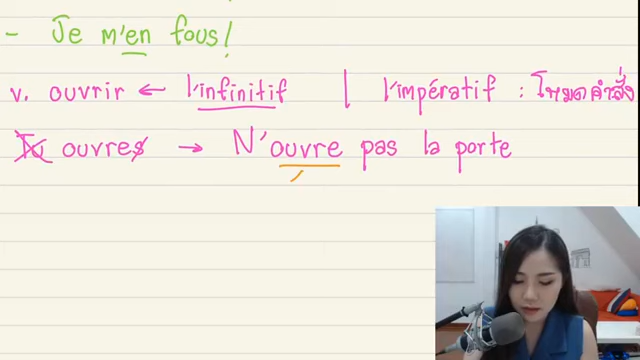 - Je m'en fous!
v. ouvrir ← l'infinitif | l'impératif : โหมดคำสั่ง
Tu ouvres → N'ouvre pas la porte